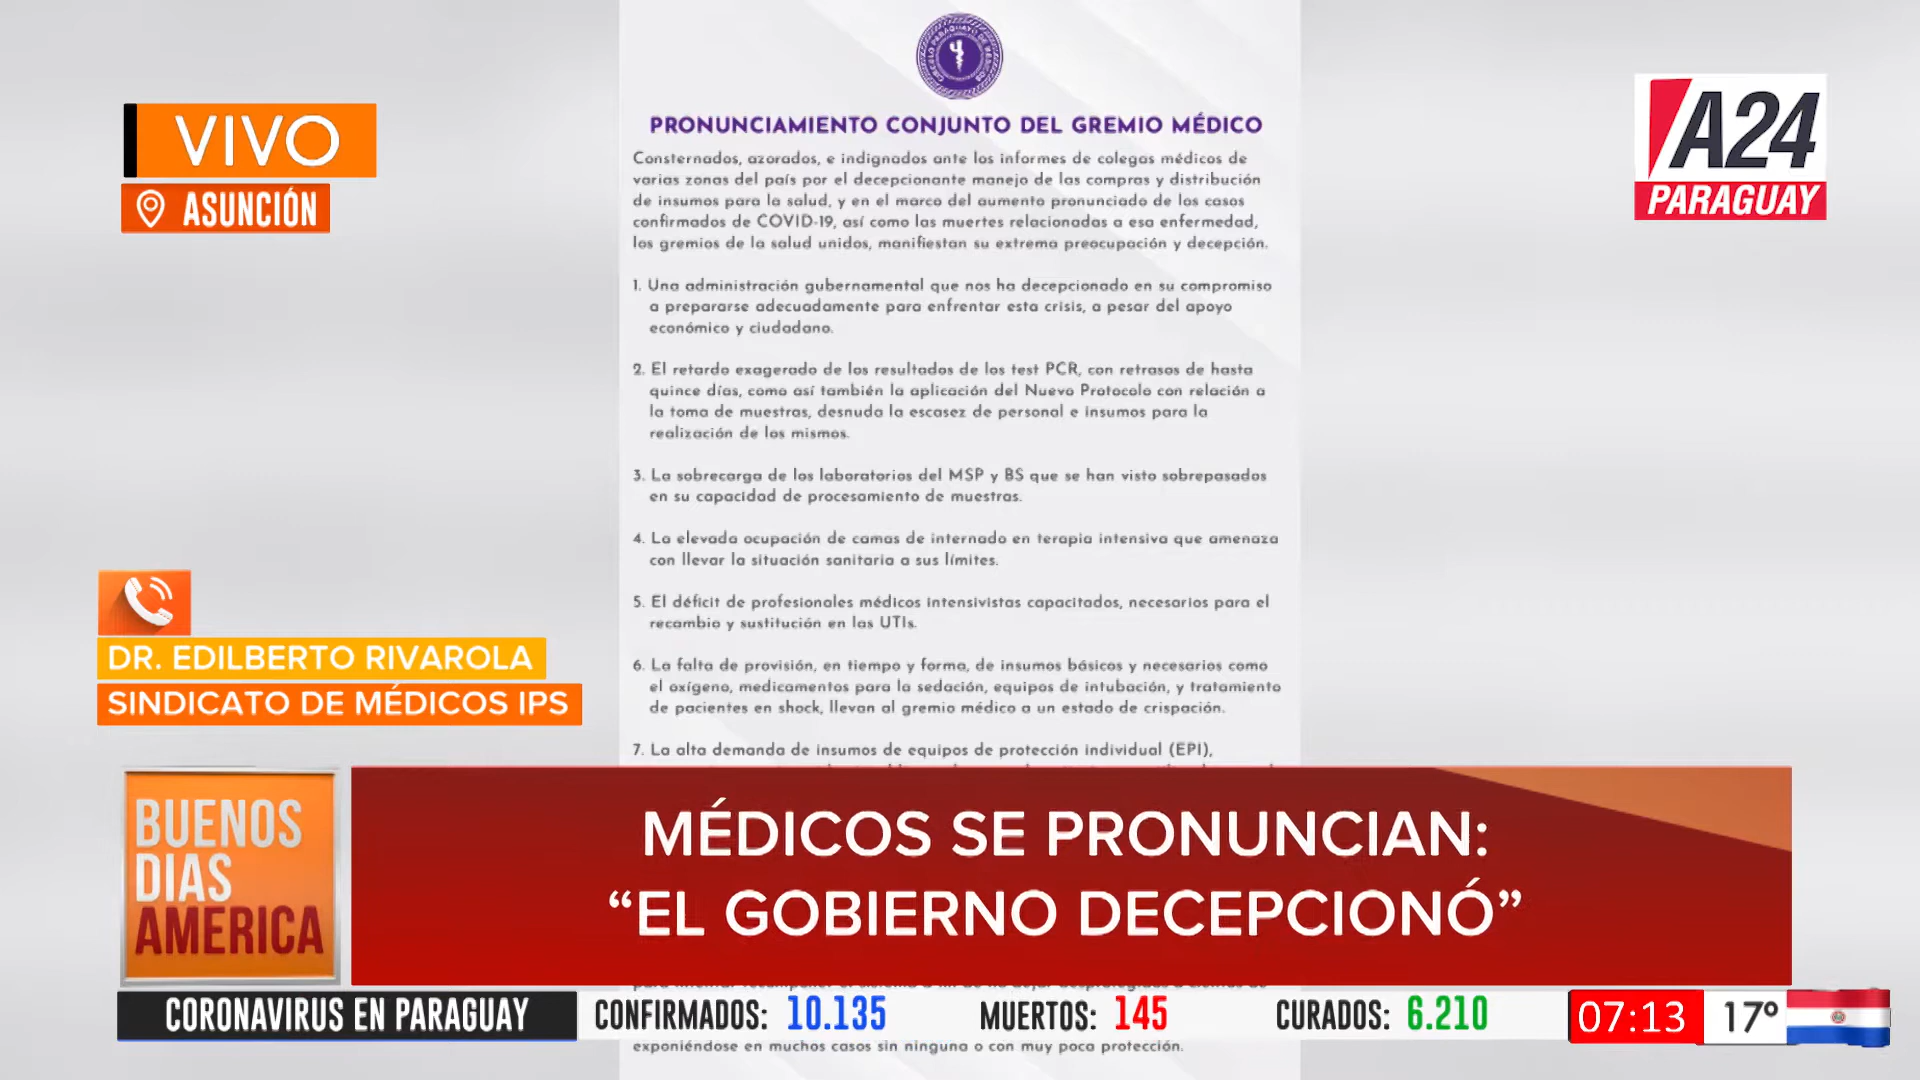 CÍRCULO PARAGUAYO DE MÉDICOS
PRONUNCIAMIENTO CONJUNTO DEL GREMIO MÉDICO
Consternados, azorados, e indignados ante los informes de colegas médicos de
varias zonas del país por el decepcionante manejo de las compras y distribución
de insumos para la salud, y en el marco del aumento pronunciado de los casos
confirmados de COVID-19, así como las muertes relacionadas a esa enfermedad,
los gremios de la salud unidos, manifiestan su extrema preocupación y decepción.
1. Una administración gubernamental que nos ha decepcionado en su compromiso
a prepararse adecuadamente para enfrentar esta crisis, a pesar del apoyo
económico y ciudadano.
2. El retardo exagerado de los resultados de los test PCR, con retrasos de hasta
quince días, como así también la aplicación del Nuevo Protocolo con relación a
la toma de muestras, desnuda la escasez de personal e insumos para la
realización de los mismos.
3. La sobrecarga de los laboratorios del MSP y BS que se han visto sobrepasados
en su capacidad de procesamiento de muestras.
4. La elevada ocupación de camas de internado en terapia intensiva que amenaza
con llevar la situación sanitaria a sus límites.
5. El déficit de profesionales médicos intensivistas capacitados, necesarios para el
recambio y sustitución en las UTIs.
6. La falta de provisión, en tiempo y forma, de insumos básicos y necesarios como
el oxígeno, medicamentos para la sedación, equipos de intubación, y tratamiento
de pacientes en shock, llevan al gremio médico a un estado de crispación.
7. La alta demanda de insumos de equipos de protección individual (EPI),
exponiéndose en muchos casos sin ninguna o con muy poca protección.
VIVO
ASUNCIÓN
A24
PARAGUAY
DR. EDILBERTO RIVAROLA
SINDICATO DE MÉDICOS IPS
BUENOS
DIAS
AMERICA
MÉDICOS SE PRONUNCIAN:
“EL GOBIERNO DECEPCIONÓ”
CORONAVIRUS EN PARAGUAY
CONFIRMADOS: 10.135
MUERTOS: 145
CURADOS: 6.210
07:13
17º